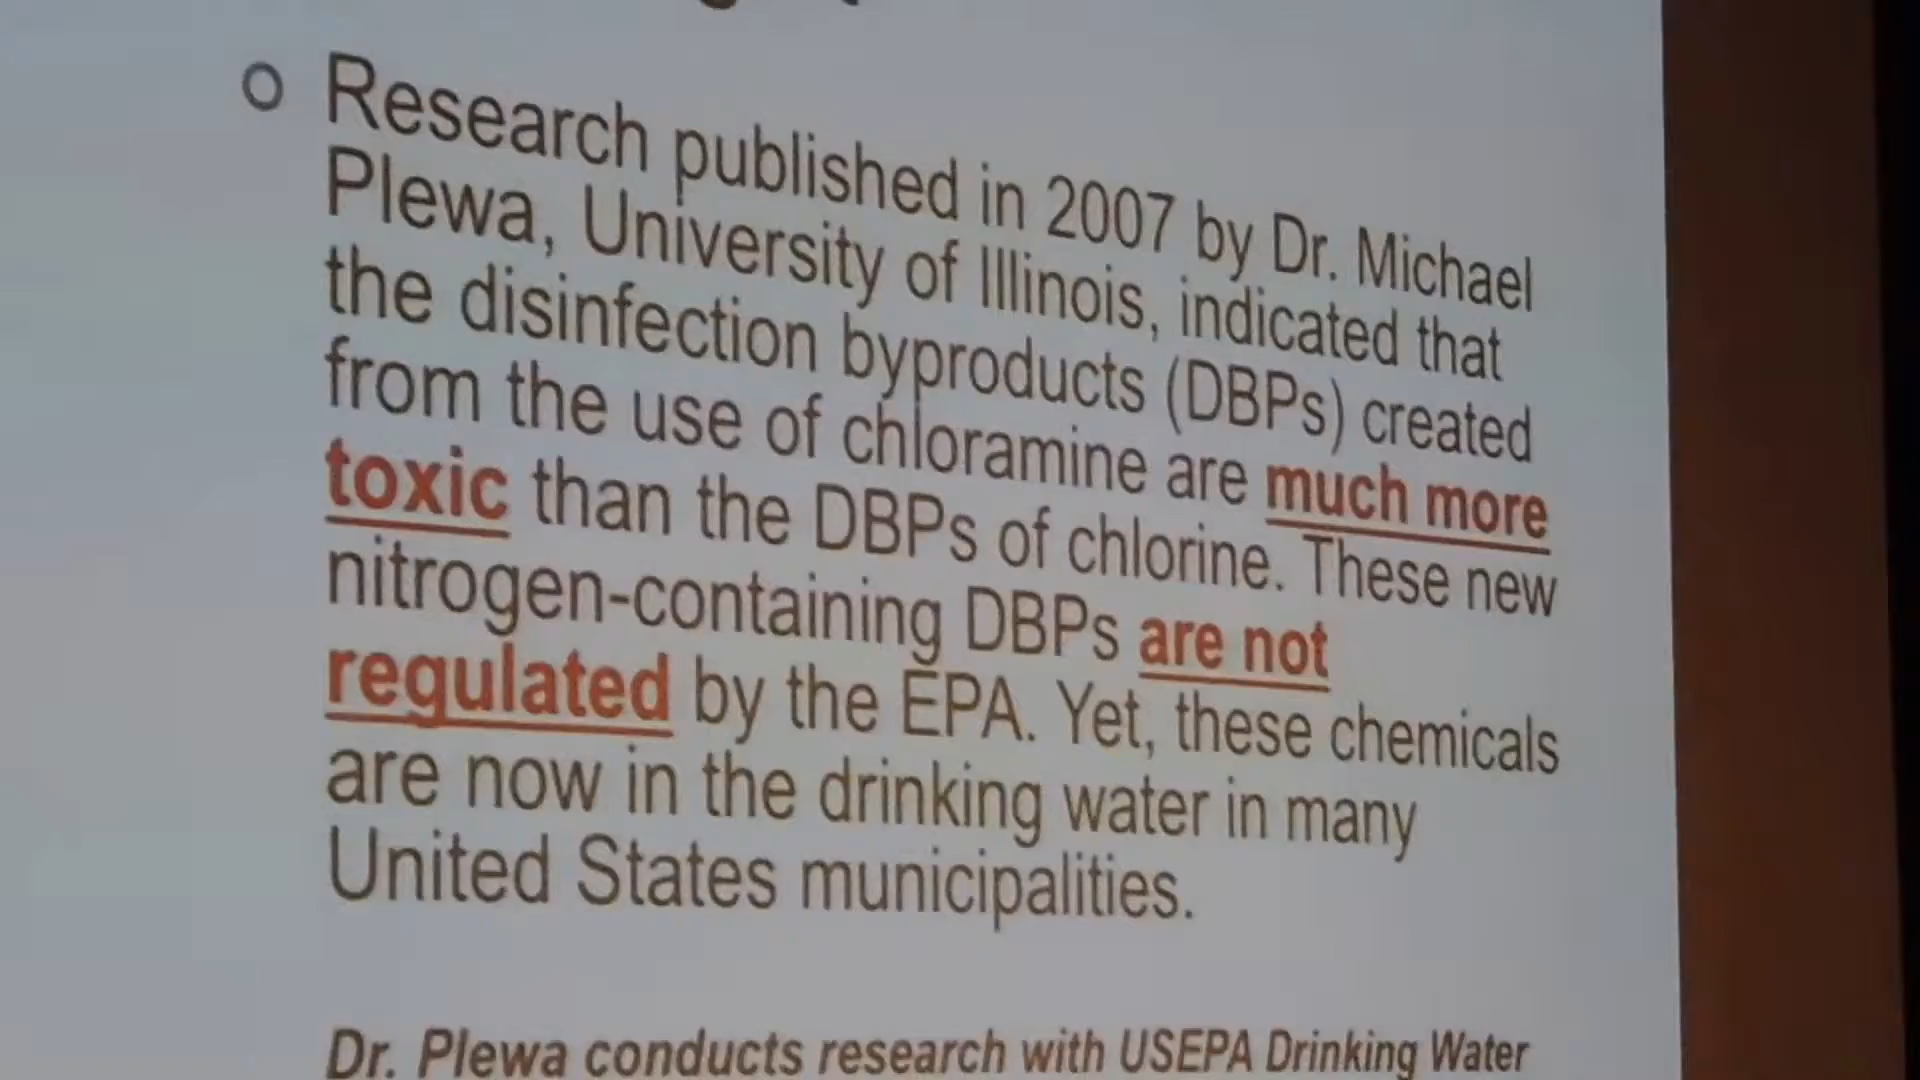 Research published in 2007 by Dr. Michael
Plewa, University of Illinois, indicated that
the disinfection byproducts (DBPs) created
from the use of chloramine are much more
toxic than the DBPs of chlorine. These new
nitrogen-containing DBPs are not
regulated by the EPA. Yet, these chemicals
are now in the drinking water in many
United States municipalities.
Dr. Plewa conducts research with USEPA Drinking Water